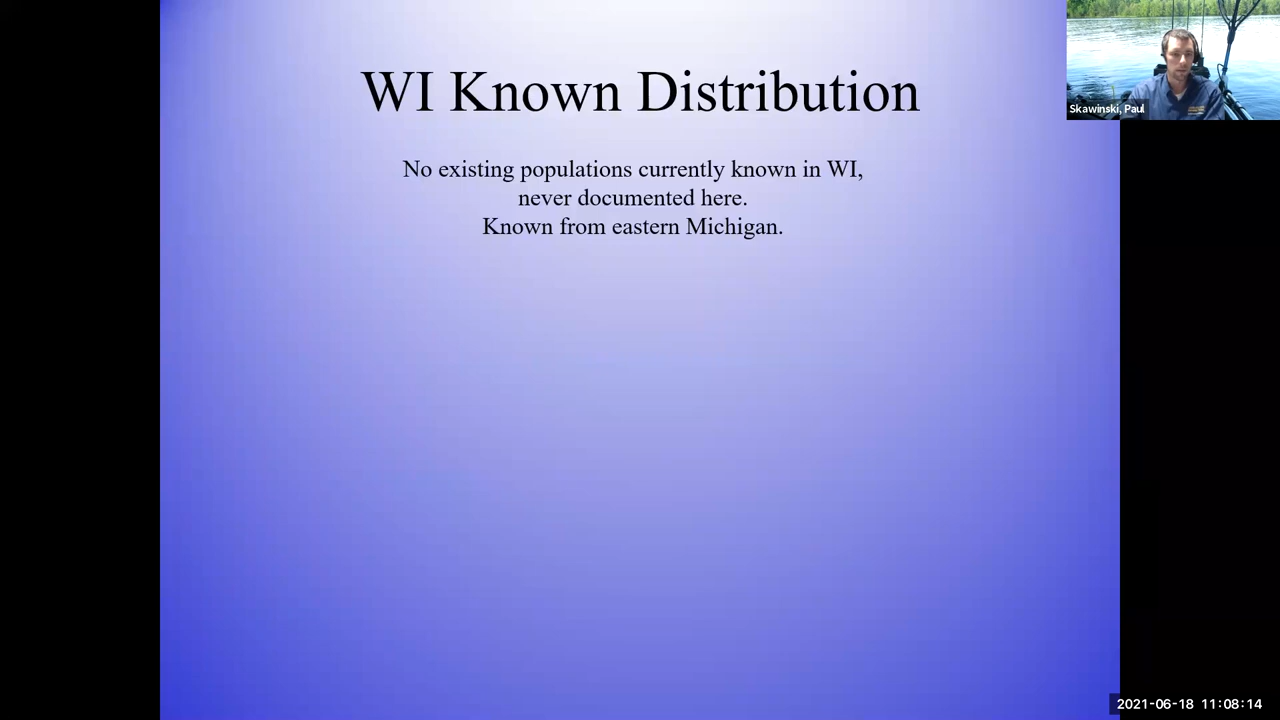 WI Known Distribution
No existing populations currently known in WI,
never documented here.
Known from eastern Michigan.
Skawinski, Paul
2021-06-18 11:08:14